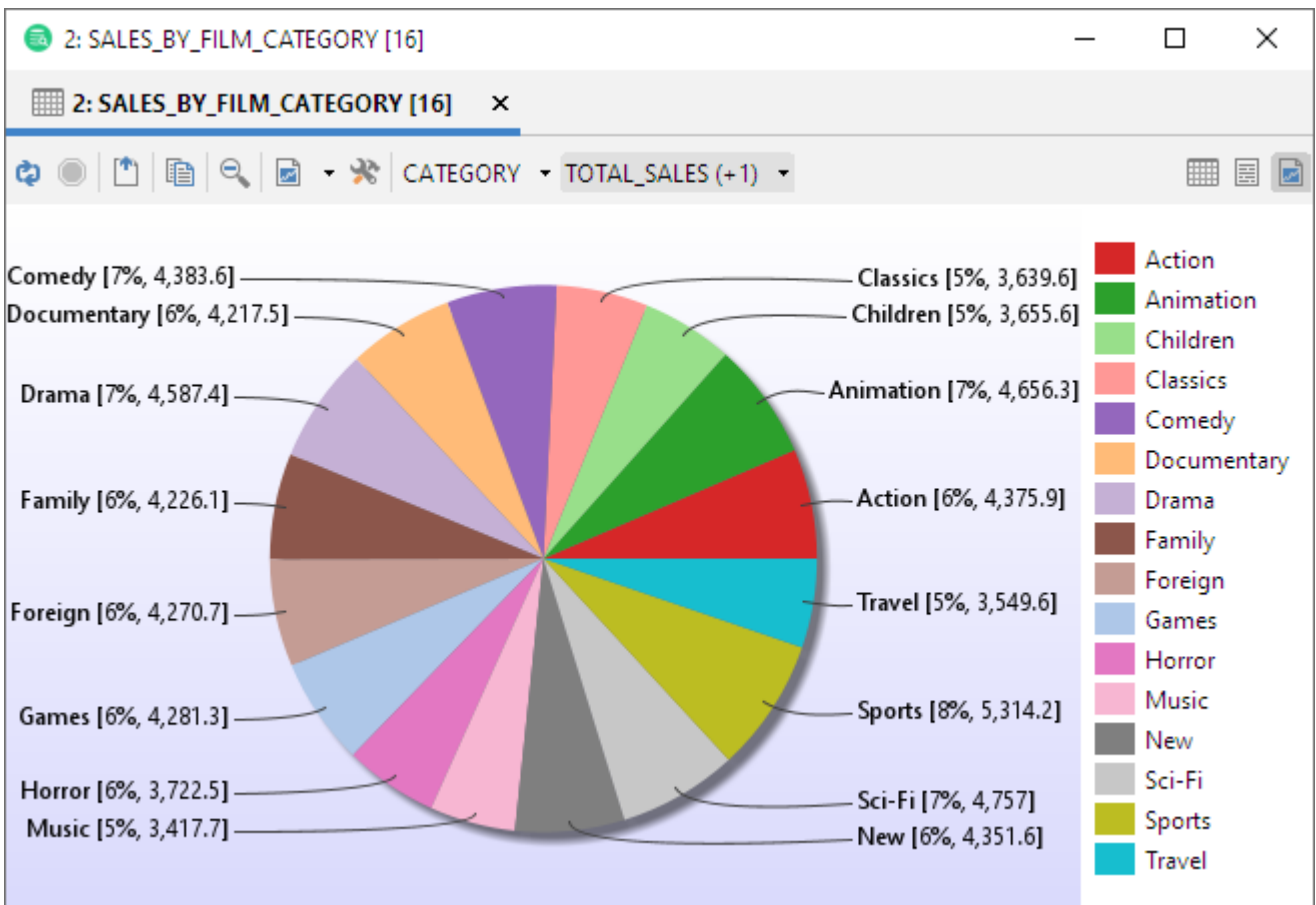 2: SALES_BY_FILM_CATEGORY [16]
2: SALES_BY_FILM_CATEGORY [16]
CATEGORY TOTAL_SALES (+1)
Comedy [7%, 4,383.6]
Documentary [6%, 4,217.5]
Drama [7%, 4,587.4]
Family [6%, 4,226.1]
Foreign [6%, 4,270.7]
Games [6%, 4,281.3]
Horror [6%, 3,722.5]
Music [5%, 3,417.7]
Classics [5%, 3,639.6]
Children [5%, 3,655.6]
Animation [7%, 4,656.3]
Action [6%, 4,375.9]
Travel [5%, 3,549.6]
Sports [8%, 5,314.2]
Sci-Fi [7%, 4,757]
New [6%, 4,351.6]
Action
Animation
Children
Classics
Comedy
Documentary
Drama
Family
Foreign
Games
Horror
Music
New
Sci-Fi
Sports
Travel